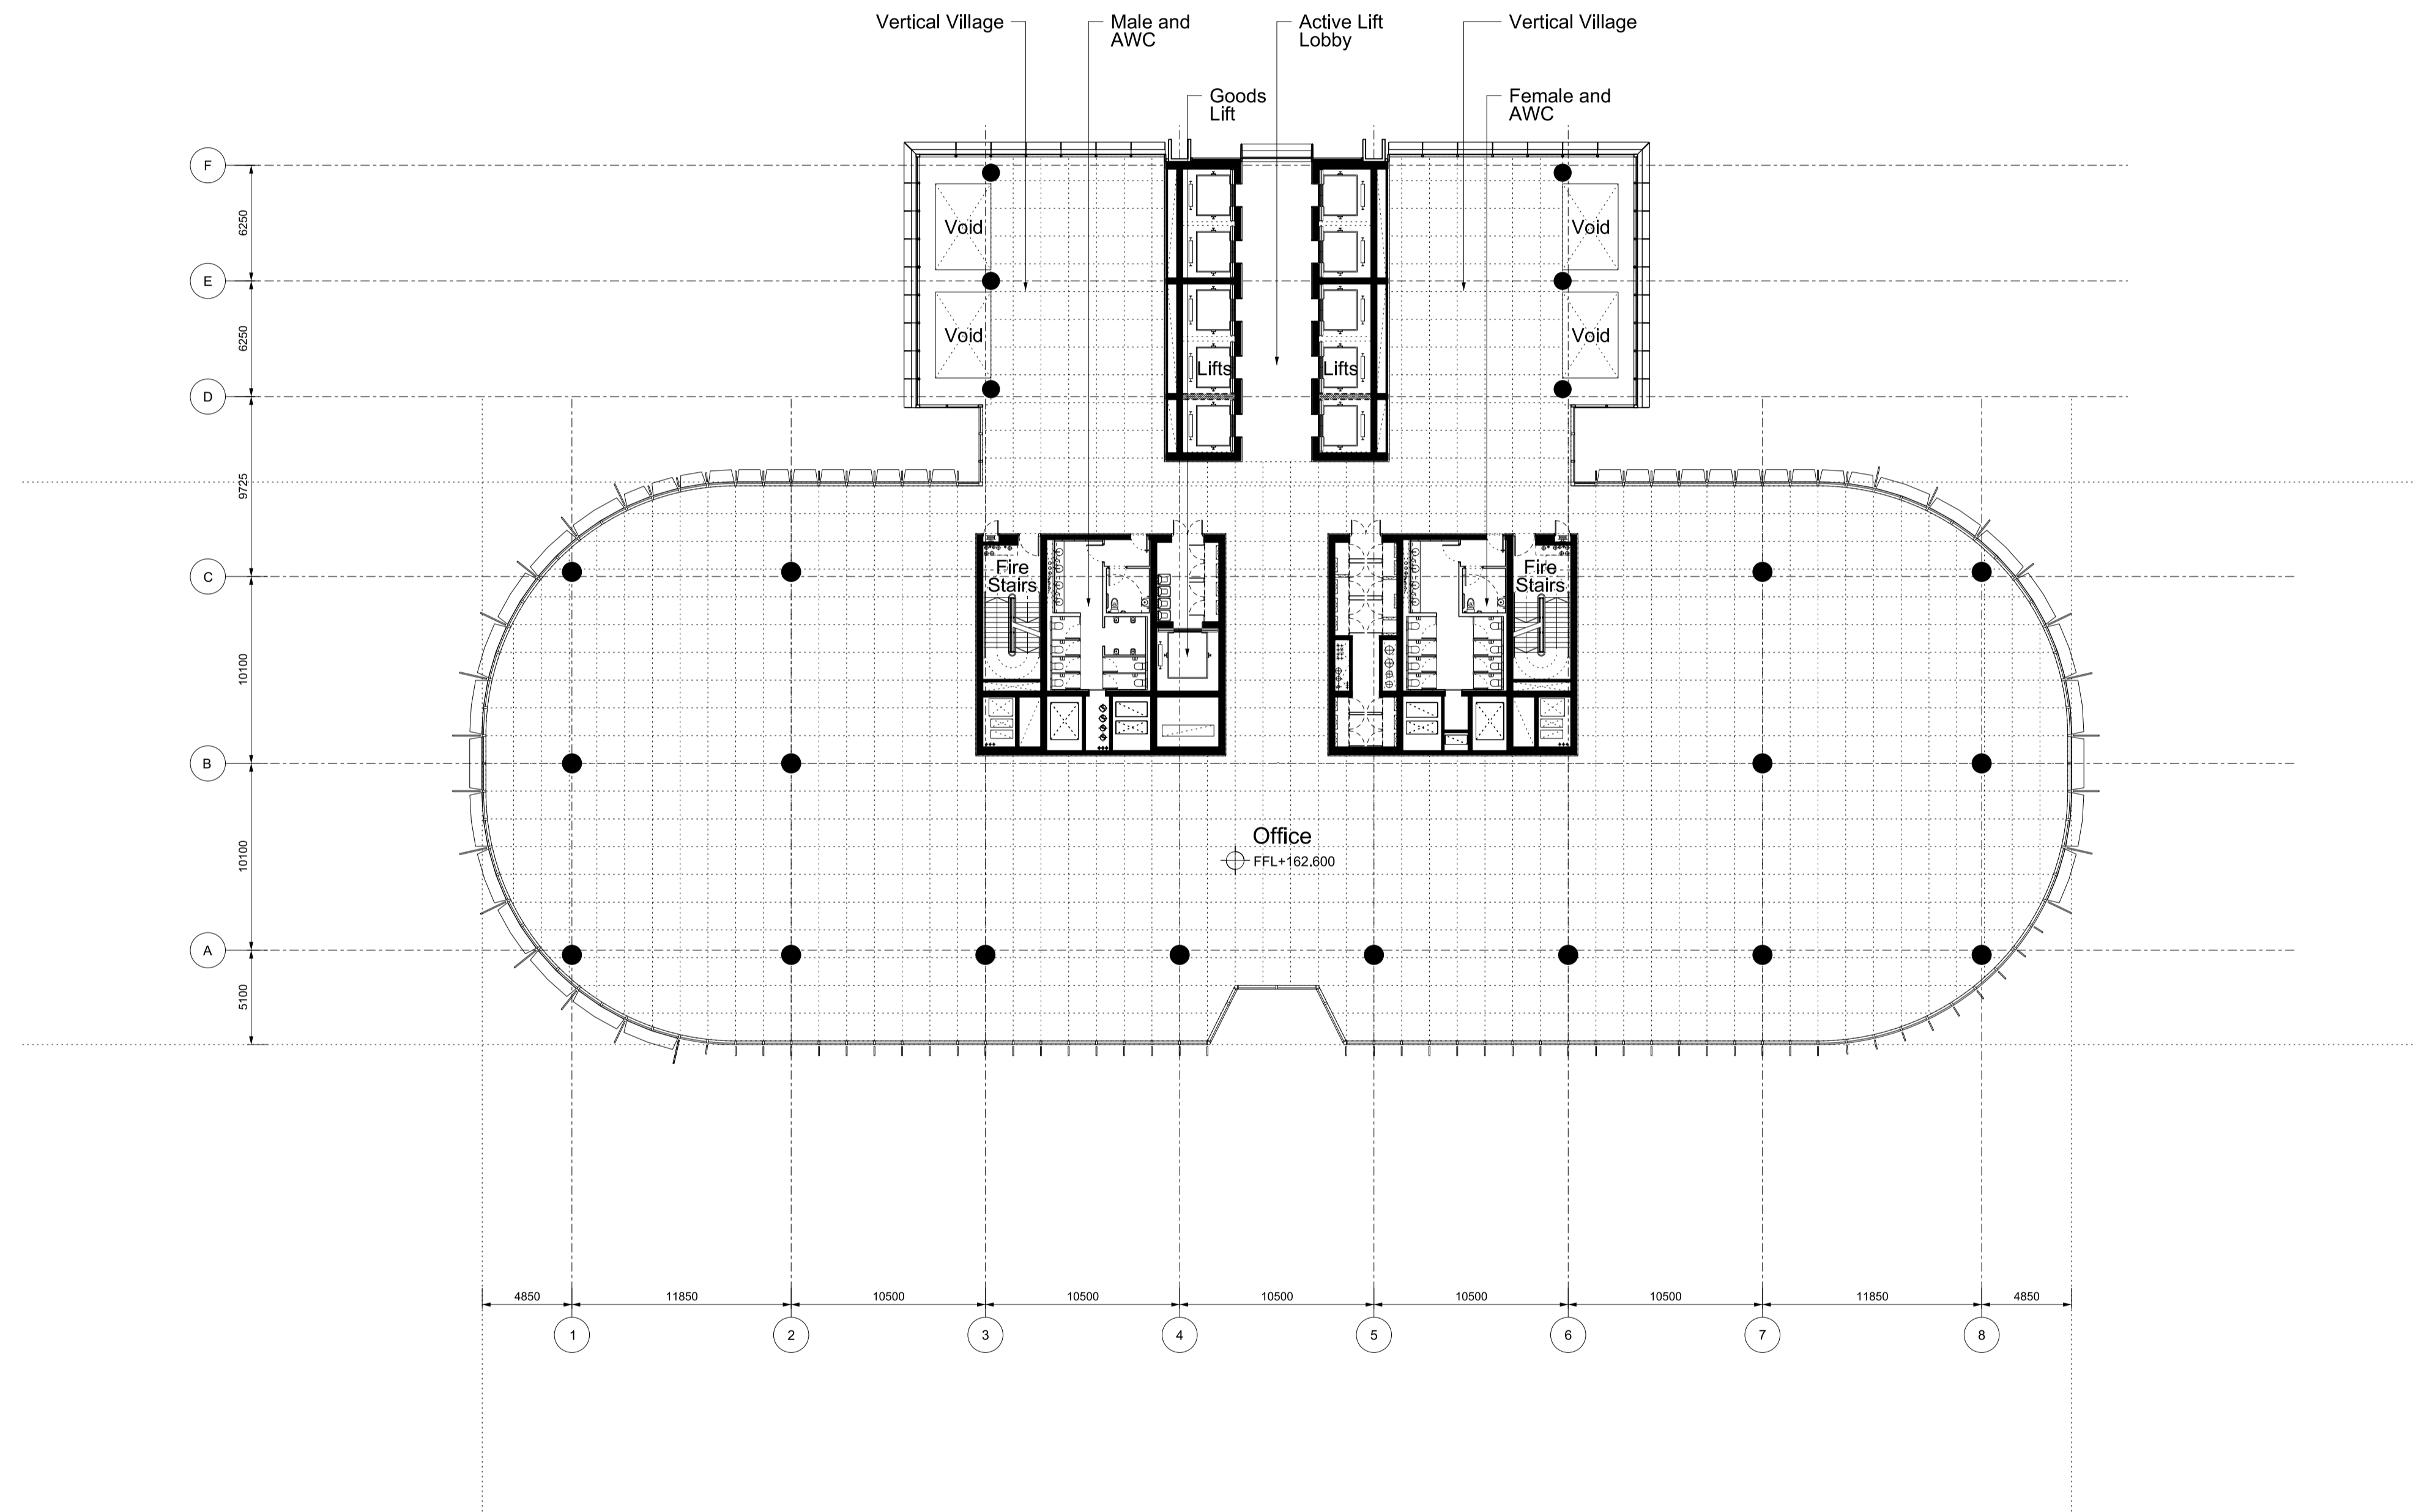 Vertical Village
Male and
AWC
Active Lift
Lobby
Vertical Village
Goods
Lift
Female and
AWC
F
6250
Void
Void
E
6250
Void
Void
Lifts
Lifts
D
9725
C
Fire
Stairs
Fire
Stairs
10100
B
Office
FFL+162.600
10100
A
5100
4850
11850
10500
10500
10500
10500
10500
11850
4850
1
2
3
4
5
6
7
8